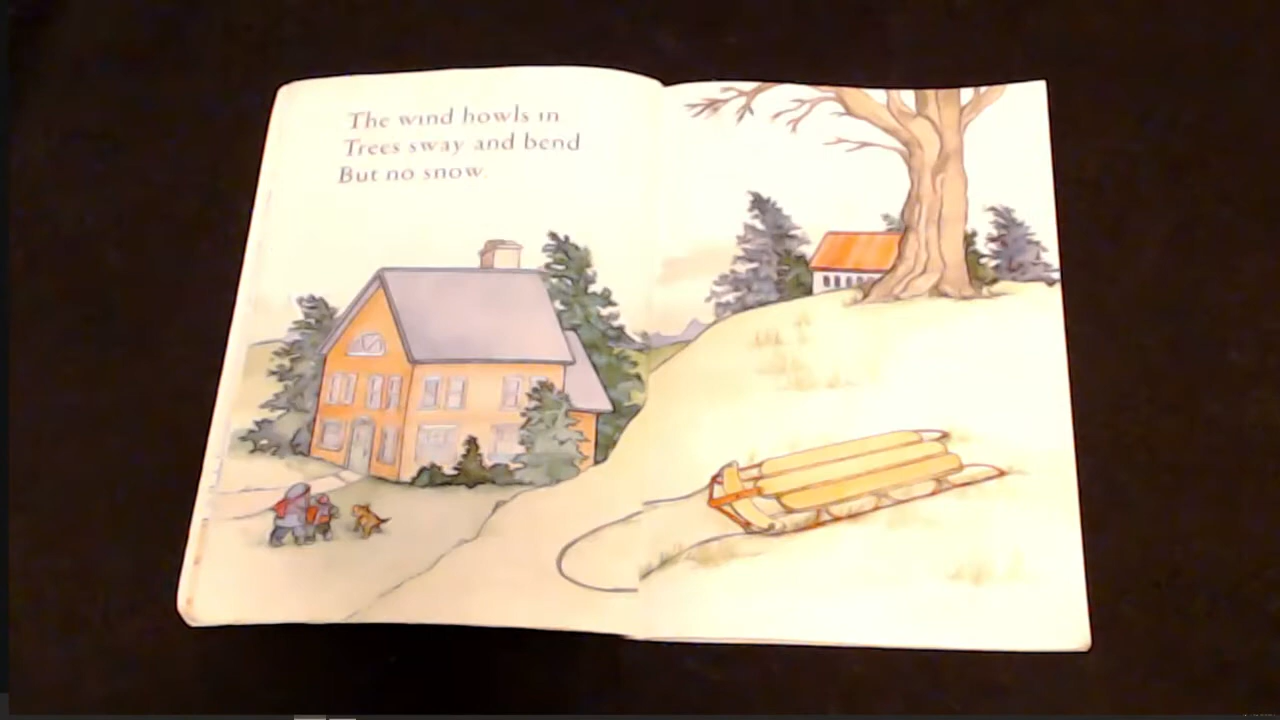 The wind howls in
Trees sway and bend
But no snow.